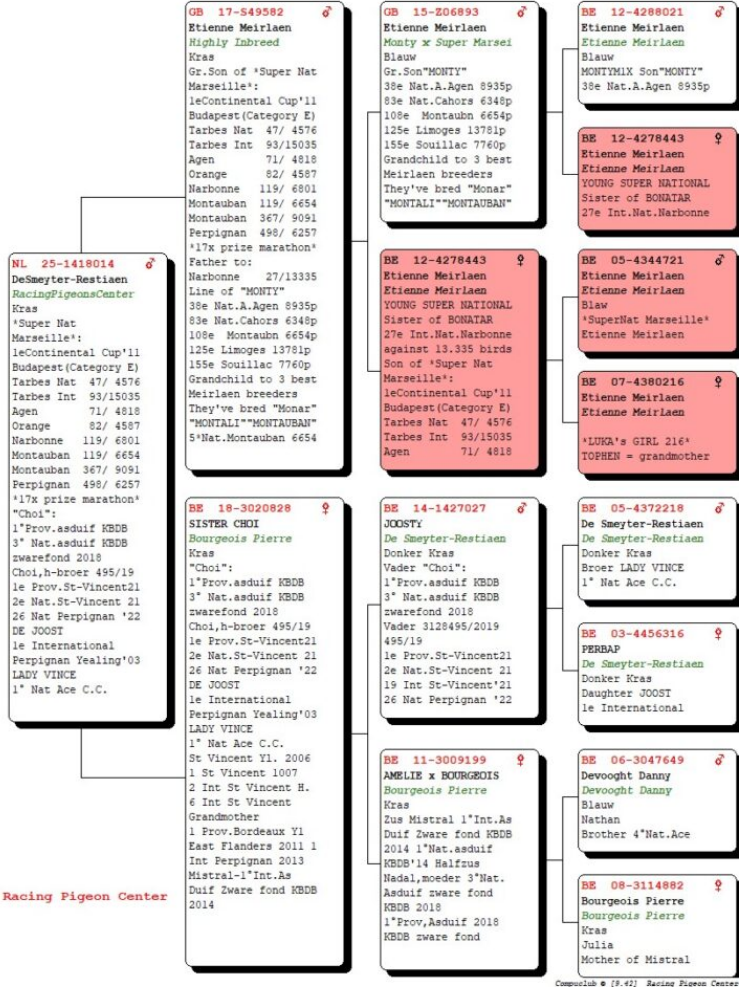 NL 25-1418014 ♂
DeSmeyter-Restiaen
RacingPigeonsCenter
Kras
*Super Nat
Marseille*:
1eContinental Cup'11
Budapest(Category E)
Tarbes Nat 47/ 4576
Tarbes Int 93/15035
Agen 71/ 4818
Orange 82/ 4587
Narbonne 119/ 6801
Montauban 119/ 6654
Montauban 367/ 9091
Perpignan 498/ 6257
*17x prize marathon*
"Choi":
1°Prov.asduif KBDB
3° Nat.asduif KBDB
zwarefond 2018
Choi,h-broer 495/19
1e Prov.St-Vincent21
2e Nat.St-Vincent 21
26 Nat Perpignan '22
DE JOOST
1e International
Perpignan Yealing'03
LADY VINCE
1° Nat Ace C.C.
GB 17-S49582 ♂
Etienne Meirlaen
Highly Inbreed
Kras
Gr.Son of *Super Nat
Marseille*:
1eContinental Cup'11
Budapest(Category E)
Tarbes Nat 47/ 4576
Tarbes Int 93/15035
Agen 71/ 4818
Orange 82/ 4587
Narbonne 119/ 6801
Montauban 119/ 6654
Montauban 367/ 9091
Perpignan 498/ 6257
*17x prize marathon*
Father to:
Narbonne 27/13335
Line of "MONTY"
38e Nat.A.Agen 8935p
83e Nat.Cahors 6348p
108e Montaubn 6654p
125e Limoges 13781p
155e Souillac 7760p
Grandchild to 3 best
Meirlaen breeders
They've bred "Monar"
"MONTALI""MONTAUBAN"
5*Nat.Montauban 6654
BE 18-3020828 ♀
SISTER CHOI
Bourgeois Pierre
Kras
"Choi":
1°Prov.asduif KBDB
3° Nat.asduif KBDB
zwarefond 2018
Choi,h-broer 495/19
1e Prov.St-Vincent21
2e Nat.St-Vincent 21
26 Nat Perpignan '22
DE JOOST
1e International
Perpignan Yealing'03
LADY VINCE
1° Nat Ace C.C.
St Vincent Yl. 2006
1 St Vincent 1007
2 Int St Vincent H.
6 Int St Vincent
Grandmother
1 Prov.Bordeaux Yl
East Flanders 2011 1
Int Perpignan 2013
Mistral-1°Int.As
Duif Zware fond KBDB
2014
GB 15-Z06893 ♂
Etienne Meirlaen
Monty x Super Marsei
Blauw
Gr.Son"MONTY"
38e Nat.A.Agen 8935p
83e Nat.Cahors 6348p
108e Montaubn 6654p
125e Limoges 13781p
155e Souillac 7760p
Grandchild to 3 best
Meirlaen breeders
They've bred "Monar"
"MONTALI""MONTAUBAN"
BE 12-4278443 ♀
Etienne Meirlaen
Etienne Meirlaen
YOUNG SUPER NATIONAL
Sister of BONATAR
27e Int.Nat.Narbonne
against 13.335 birds
Son of *Super Nat
Marseille*:
1eContinental Cup'11
Budapest(Category E)
Tarbes Nat 47/ 4576
Tarbes Int 93/15035
Agen 71/ 4818
BE 14-1427027 ♂
JOOSTY
De Smeyter-Restiaen
Donker Kras
Vader "Choi":
1°Prov.asduif KBDB
3° Nat.asduif KBDB
zwarefond 2018
Vader 3128495/2019
495/19
1e Prov.St-Vincent21
2e Nat.St-Vincent 21
19 Int St-Vincent'21
26 Nat Perpignan '22
BE 11-3009199 ♀
AMELIE x BOURGEOIS
Bourgeois Pierre
Kras
Zus Mistral 1°Int.As
Duif Zware fond KBDB
2014 1°Nat.asduif
KBDB'14 Halfzus
Nadal,moeder 3°Nat.
Asduif zware fond
KBDB 2018
1°Prov,Asduif 2018
KBDB zware fond
BE 12-4288021 ♂
Etienne Meirlaen
Etienne Meirlaen
Blauw
MONTYMIX Son"MONTY"
38e Nat.A.Agen 8935p
BE 12-4278443 ♀
Etienne Meirlaen
Etienne Meirlaen
YOUNG SUPER NATIONAL
Sister of BONATAR
27e Int.Nat.Narbonne
BE 05-4344721 ♂
Etienne Meirlaen
Etienne Meirlaen
Blaw
*SuperNat Marseille*
Etienne Meirlaen
BE 07-4380216 ♀
Etienne Meirlaen
Etienne Meirlaen
*LUKA's GIRL 216*
TOPHEN = grandmother
BE 05-4372218 ♂
De Smeyter-Restiaen
De Smeyter-Restiaen
Donker Kras
Broer LADY VINCE
1° Nat Ace C.C.
BE 03-4456316 ♀
PERBAP
De Smeyter-Restiaen
Donker Kras
Daughter JOOST
1e International
BE 06-3047649 ♂
Devooght Danny
Devooght Danny
Blauw
Nathan
Brother 4°Nat.Ace
BE 08-3114882 ♀
Bourgeois Pierre
Bourgeois Pierre
Kras
Julia
Mother of Mistral
Racing Pigeon Center
Compuclub © [9.42] Racing Pigeon Center